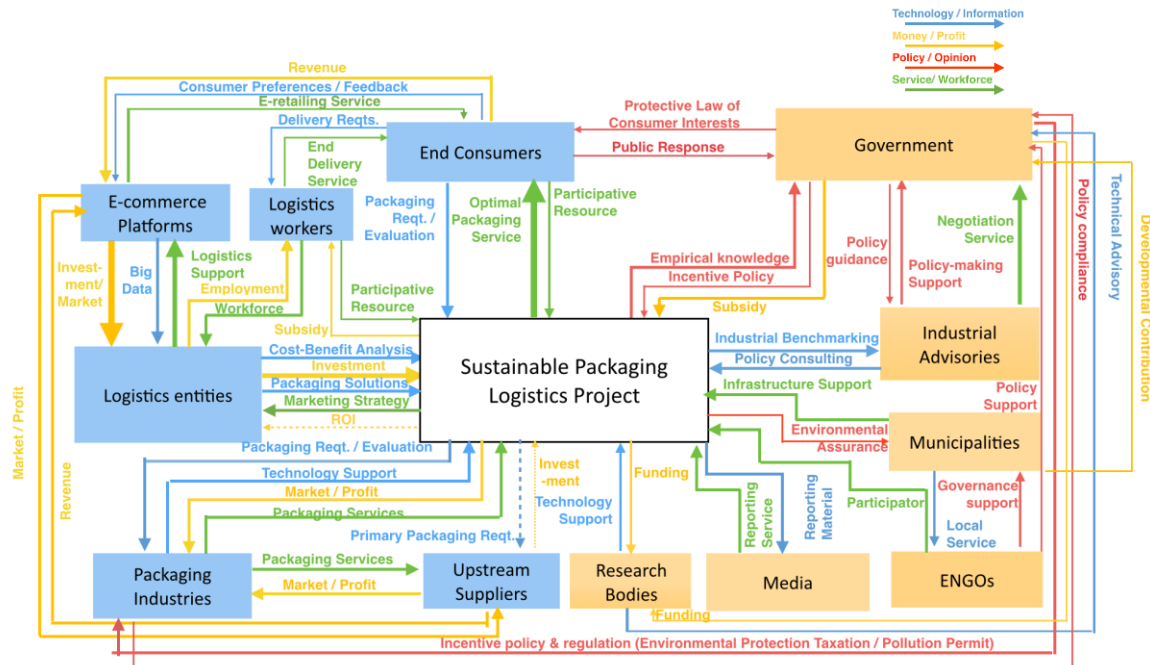 Technology / Information
Money / Profit
Policy / Opinion
Service/ Workforce
Revenue
Consumer Preferences / Feedback
E-retailing Service
Delivery Reqts.
End
Delivery
Service
End Consumers
Protective Law of
Consumer Interests
Public Response
Government
E-commerce
Platforms
Logistics
workers
Packaging
Reqt. /
Evaluation
Optimal
Packaging
Service
Participative
Resource
Empirical knowledge
Incentive Policy
Subsidy
Policy
guidance
Policy-making
Support
Negotiation
Service
Policy compliance
Technical Advisory
Developmental Contribution
Invest-
ment/
Market
Big
Data
Logistics
Support
Employment
Workforce
Participative
Resource
Subsidy
Logistics entities
Cost-Benefit Analysis
Investment
Packaging Solutions
Marketing Strategy
ROI
Sustainable Packaging
Logistics Project
Industrial Benchmarking
Policy Consulting
Infrastructure Support
Environmental
Assurance
Industrial
Advisories
Policy
Support
Municipalities
Market / Profit
Revenue
Packaging Reqt. / Evaluation
Technology Support
Market / Profit
Packaging Services
Primary Packaging Reqt.
Invest
-ment
Technology
Support
Funding
Reporting
Service
Reporting
Material
Participator
Governance
support
Local
Service
Packaging
Industries
Packaging Services
Market / Profit
Upstream
Suppliers
Research
Bodies
Media
ENGOs
Funding
Incentive policy & regulation (Environmental Protection Taxation / Pollution Permit)